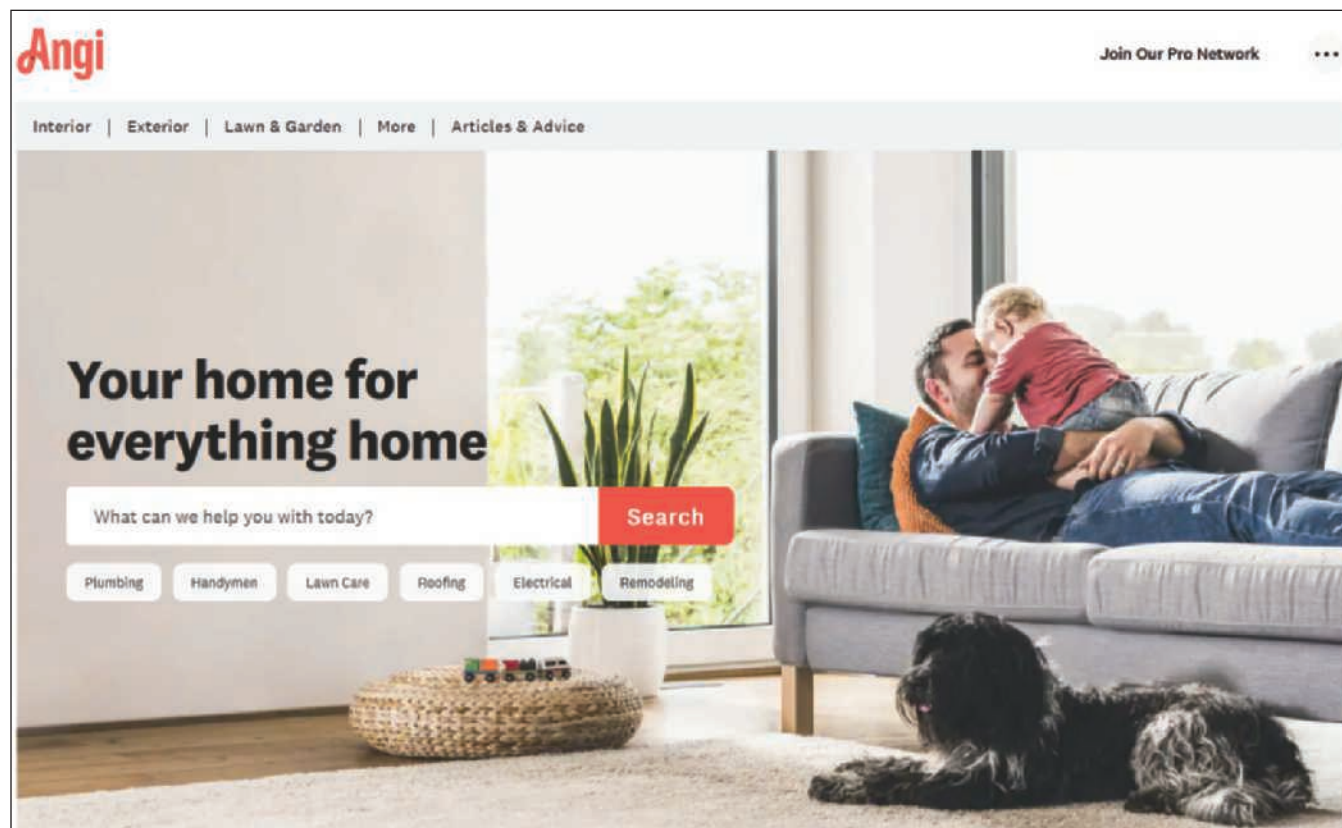 Angi
Join Our Pro Network
Interior | Exterior | Lawn & Garden | More | Articles & Advice
Your home for
everything home
What can we help you with today? Search
Plumbing Handymen Lawn Care Roofing Electrical Remodeling